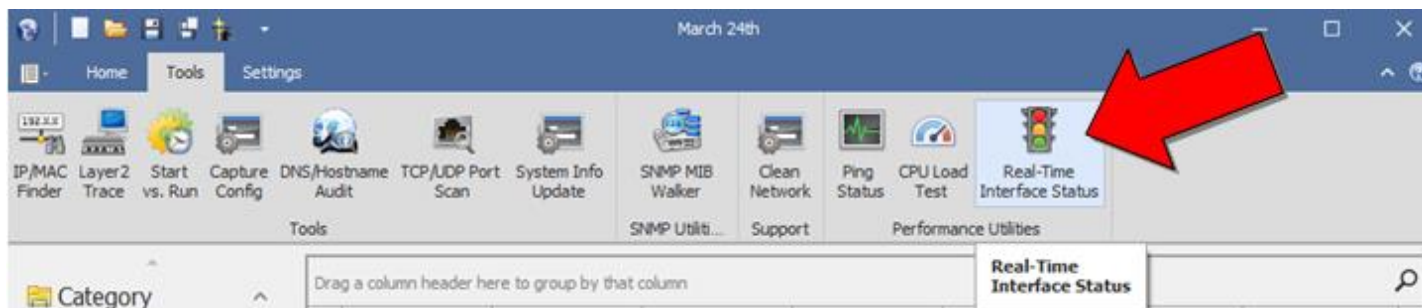 March 24th
Home Tools Settings
192.X.X
IP/MAC Finder
Layer2 Trace
Start vs. Run
Capture Config
DNS/Hostname Audit
TCP/UDP Port Scan
System Info Update
SNMP MIB Walker
Clean Network
Ping Status
CPU Load Test
Real-Time Interface Status
Tools SNMP Utiliti... Support Performance Utilities
Category
Drag a column header here to group by that column
Real-Time
Interface Status